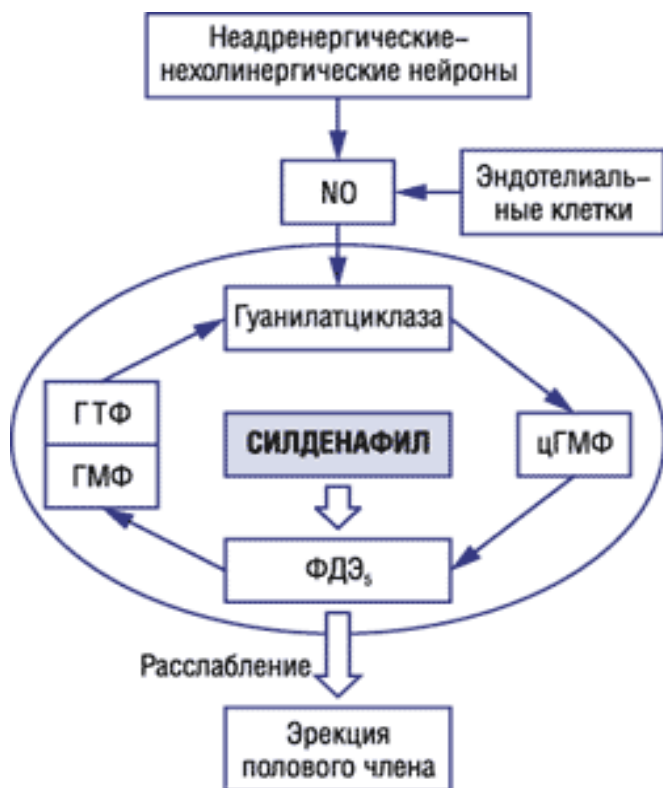 Неадренергические–
нехолинергические нейроны
NO
Эндотелиаль–
ные клетки
Гуанилатциклаза
ГТФ
ГМФ
СИЛДЕНАФИЛ
цГМФ
ФДЭ₅
Расслабление
Эрекция
полового члена